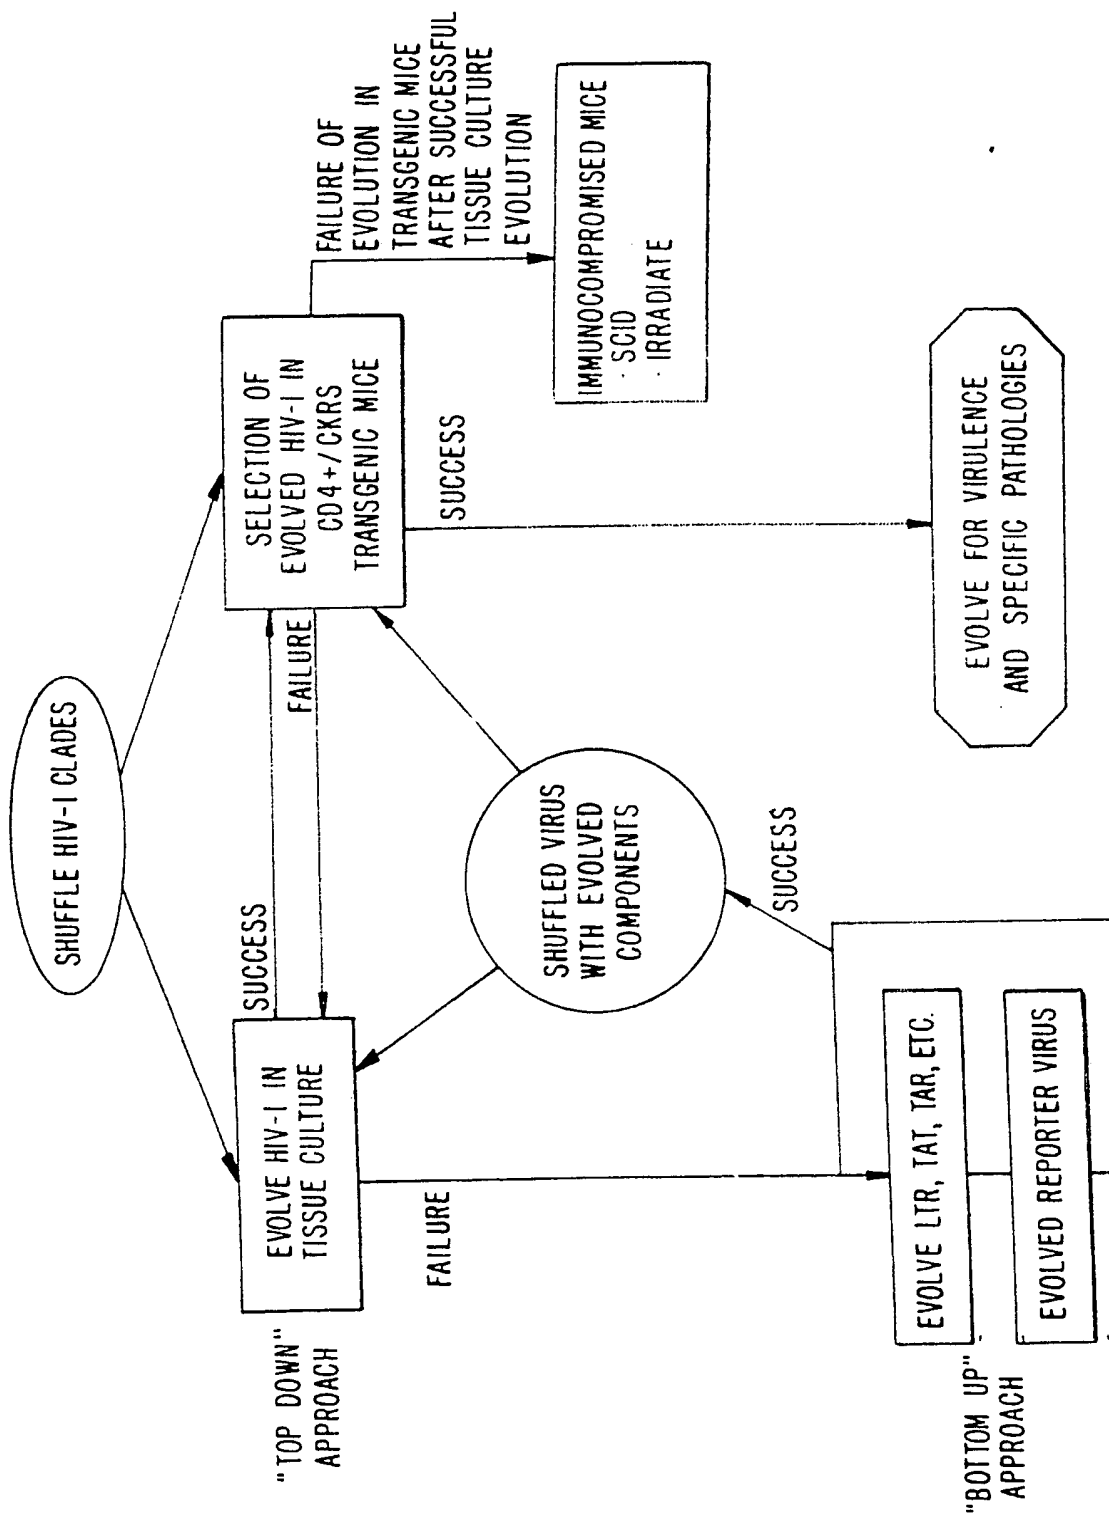 SHUFFLE HIV-1 CLADES
"TOP DOWN"
APPROACH
EVOLVE HIV-1 IN
TISSUE CULTURE
SUCCESS
FAILURE
SELECTION OF
EVOLVED HIV-1 IN
CD4+/CKRS
TRANSGENIC MICE
FAILURE OF
EVOLUTION IN
TRANSGENIC MICE
AFTER SUCCESSFUL
TISSUE CULTURE
EVOLUTION
IMMUNOCOMPROMISED MICE
· SCID
· IRRADIATE
SUCCESS
EVOLVE FOR VIRULENCE
AND SPECIFIC PATHOLOGIES
SHUFFLED VIRUS
WITH EVOLVED
COMPONENTS
SUCCESS
FAILURE
"BOTTOM UP"
APPROACH
EVOLVE LTR, TAT, TAR, ETC.
EVOLVED REPORTER VIRUS